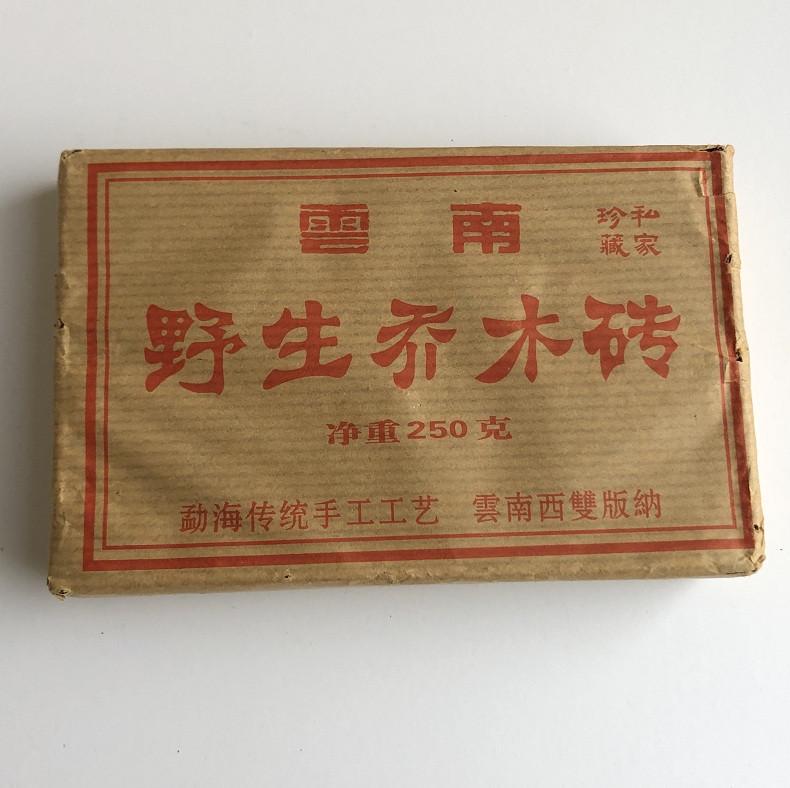 雲南
私家
珍藏
野生乔木砖
净重250克
勐海传统手工工艺 雲南西雙版納